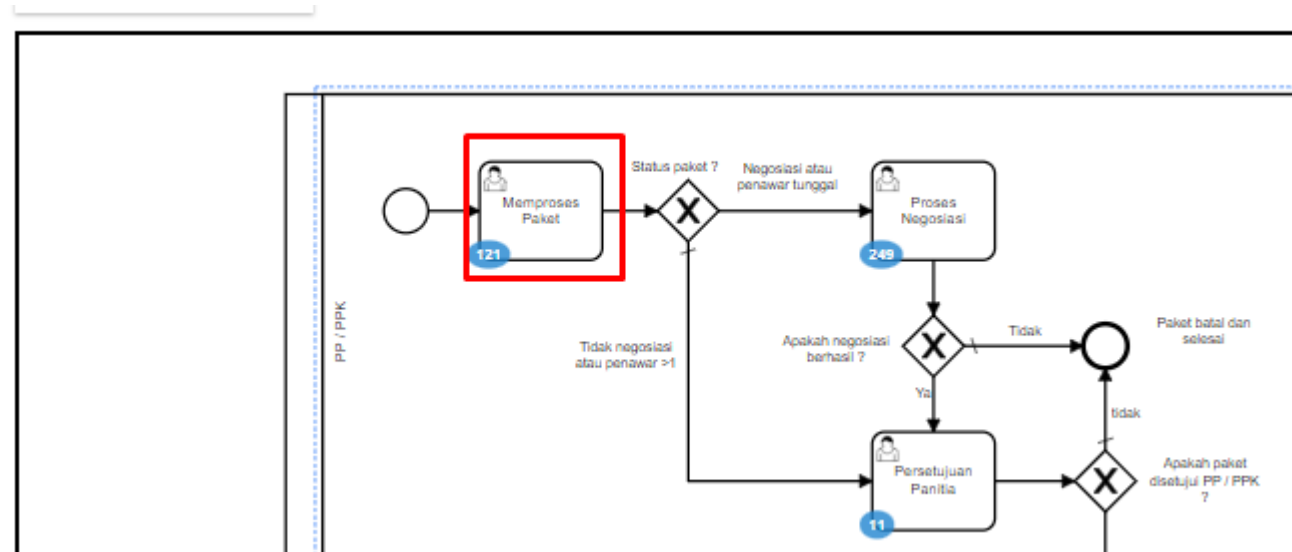 Status paket ?
Negosiasi atau
penawar tunggal
Memproses
Paket
121
Proses
Negosiasi
249
PP / PPK
Tidak negosiasi
atau penawar >1
Apakah negosiasi
berhasil ?
Tidak
Paket batal dan
selesai
Ya
tidak
Persetujuan
Panitia
11
Apakah paket
disetujui PP / PPK
?